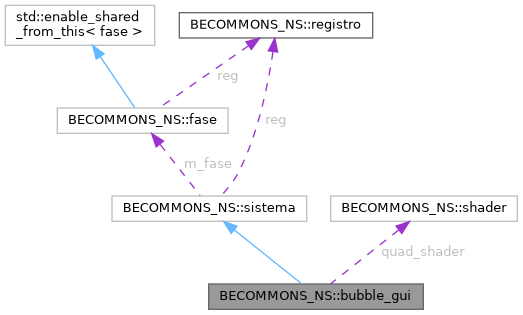 std::enable_shared
_from_this< fase >
BECOMMONS_NS::registro
reg
BECOMMONS_NS::fase
reg
m_fase
BECOMMONS_NS::sistema
BECOMMONS_NS::shader
quad_shader
BECOMMONS_NS::bubble_gui